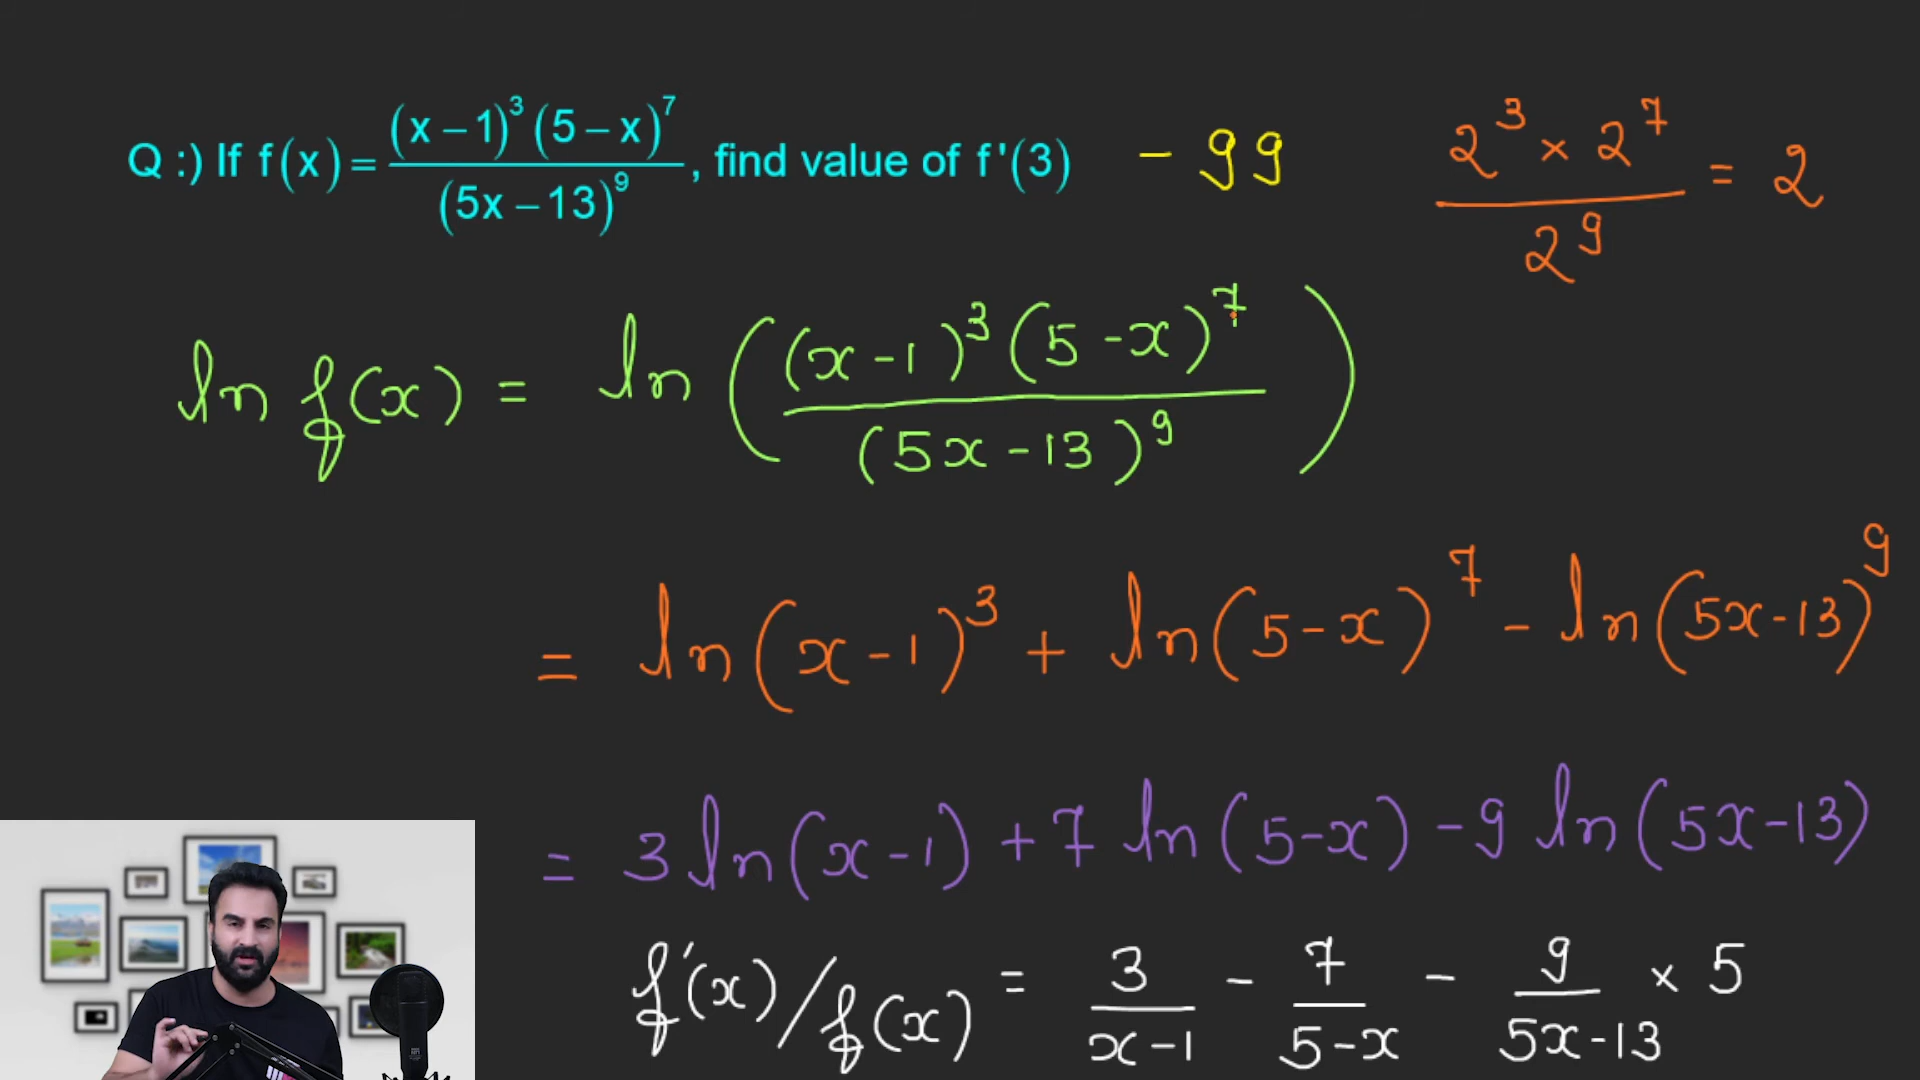 Q :) If f(x) = (x – 1)³ (5 – x)⁷ / (5x – 13)⁹ , find value of f'(3)
– 99
2³ × 2⁷ / 2⁹ = 2
ln f(x) = ln ( (x – 1)³ (5 – x)⁷ / (5x – 13)⁹ )
= ln (x – 1)³ + ln (5 – x)⁷ – ln (5x – 13)⁹
= 3 ln (x – 1) + 7 ln (5 – x) – 9 ln (5x – 13)
f'(x) / f(x) = 3 / x – 1 – 7 / 5 – x – 9 / 5x – 13 × 5